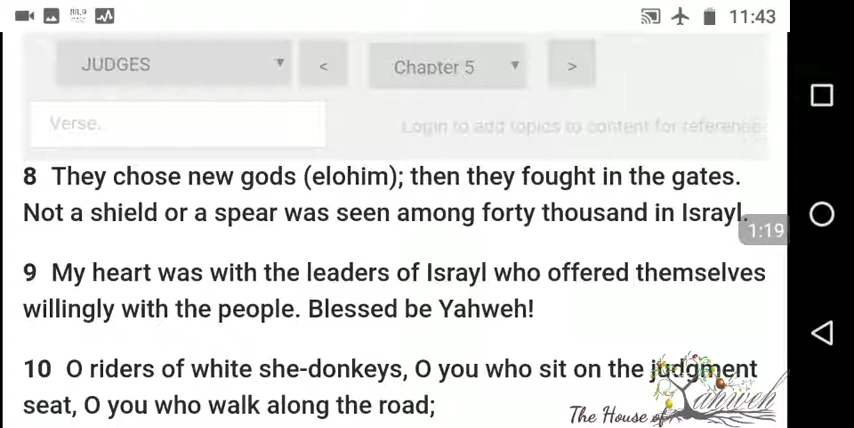 11:43
JUDGES
<
Chapter 5
>
Verse.
Login to add topics to content for reference
8 They chose new gods (elohim); then they fought in the gates.
Not a shield or a spear was seen among forty thousand in Israyl.
1:19
9 My heart was with the leaders of Israyl who offered themselves
willingly with the people. Blessed be Yahweh!
10 O riders of white she-donkeys, O you who sit on the judgment
seat, O you who walk along the road;
The House of Yahweh